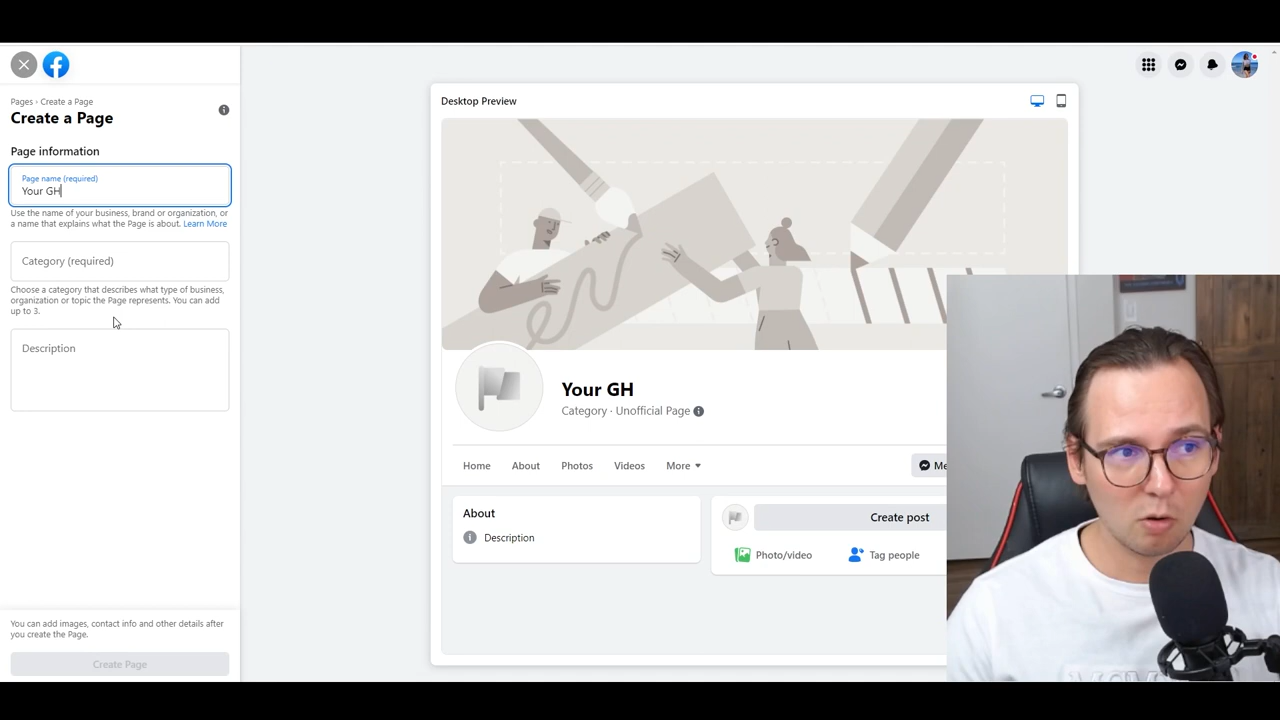 Pages › Create a Page
Create a Page
Page information
Page name (required)
Your GH
Use the name of your business, brand or organization, or
a name that explains what the Page is about. Learn More
Category (required)
Choose a category that describes what type of business,
organization or topic the Page represents. You can add
up to 3.
Description
You can add images, contact info and other details after
you create the Page.
Create Page
Desktop Preview
Your GH
Category · Unofficial Page
Home About Photos Videos More
Me
About
Description
Create post
Photo/video Tag people